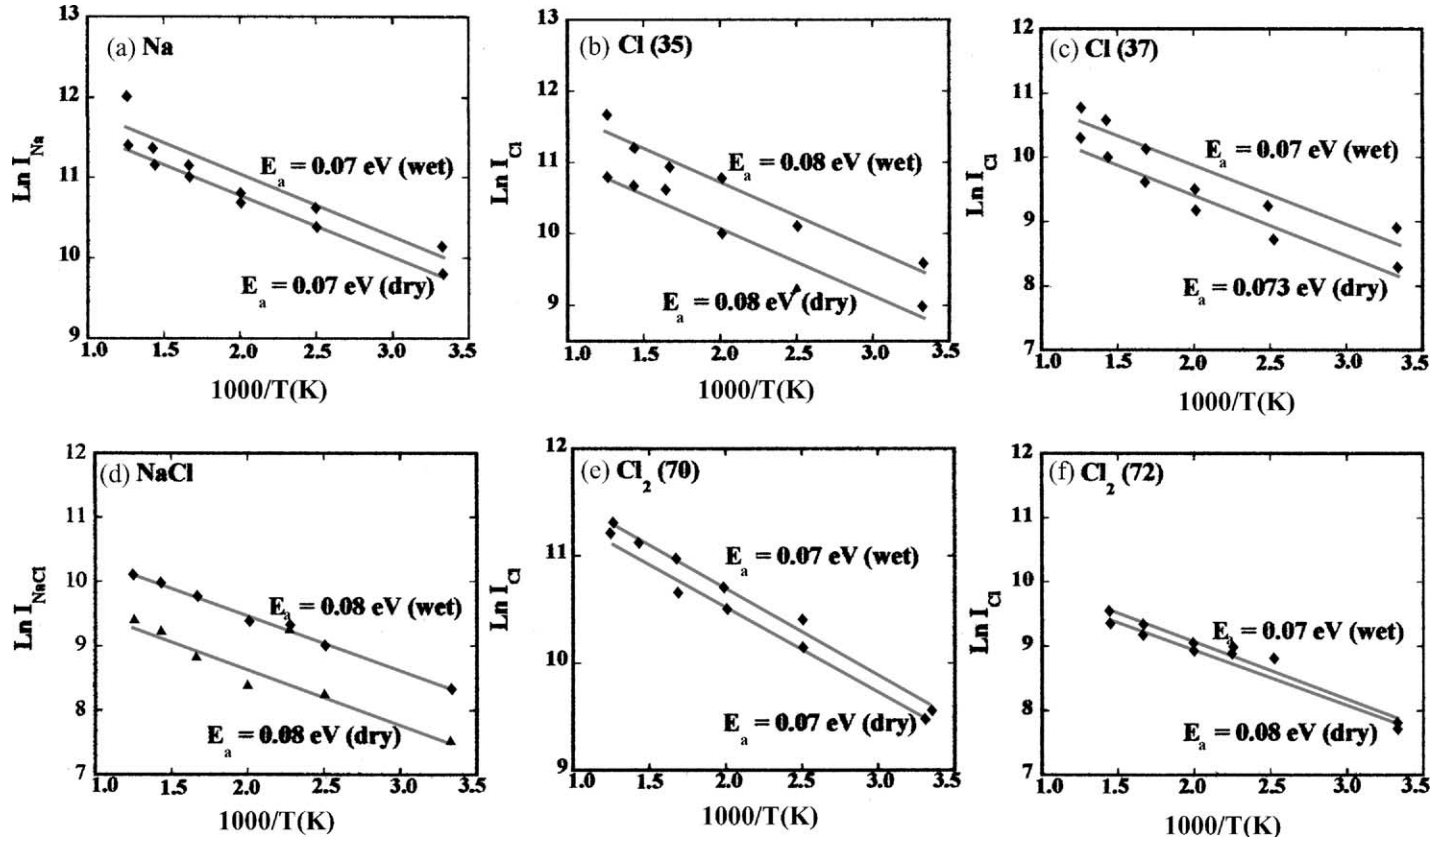 (a) Na
13
12
11
10
9
Ln I_Na
E_a = 0.07 eV (wet)
E_a = 0.07 eV (dry)
1.0 1.5 2.0 2.5 3.0 3.5
1000/T(K)
(b) Cl (35)
13
12
11
10
9
Ln I_Cl
E_a = 0.08 eV (wet)
E_a = 0.08 eV (dry)
1.0 1.5 2.0 2.5 3.0 3.5
1000/T(K)
(c) Cl (37)
12
11
10
9
8
7
Ln I_Cl
E_a = 0.07 eV (wet)
E_a = 0.073 eV (dry)
1.0 1.5 2.0 2.5 3.0 3.5
1000/T(K)
(d) NaCl
12
11
10
9
8
7
Ln I_NaCl
E_a = 0.08 eV (wet)
E_a = 0.08 eV (dry)
1.0 1.5 2.0 2.5 3.0 3.5
1000/T(K)
(e) Cl_2 (70)
12
11
10
9
Ln I_Cl
E_a = 0.07 eV (wet)
E_a = 0.07 eV (dry)
1.0 1.5 2.0 2.5 3.0 3.5
1000/T(K)
(f) Cl_2 (72)
12
11
10
9
8
7
Ln I_Cl
E_a = 0.07 eV (wet)
E_a = 0.08 eV (dry)
1.0 1.5 2.0 2.5 3.0 3.5
1000/T(K)